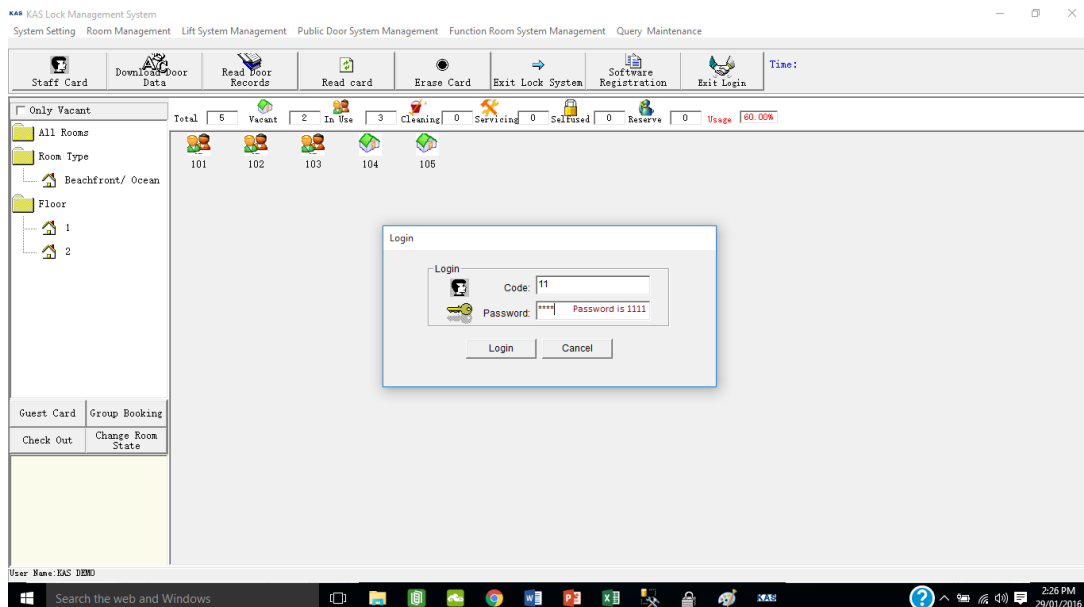 KAS KAS Lock Management System
System Setting Room Management Lift System Management Public Door System Management Function Room System Management Query Maintenance
Staff Card
Download Door Data
Read Door Records
Read card
Erase Card
Exit Lock System
Software Registration
Exit Login
Time:
Only Vacant
Total 5 Vacant 2 In Use 3 Cleaning 0 Servicing 0 Selfused 0 Reserve 0 Usage 60.00%
All Rooms
Room Type
Beachfront/ Ocean
Floor
1
2
101 102 103 104 105
Login
Login
Code: 11
Password: **** Password is 1111
Login Cancel
Guest Card Group Booking
Check Out Change Room State
User Name:KAS DEMO
Search the web and Windows
KAS
2:26 PM
29/01/2016